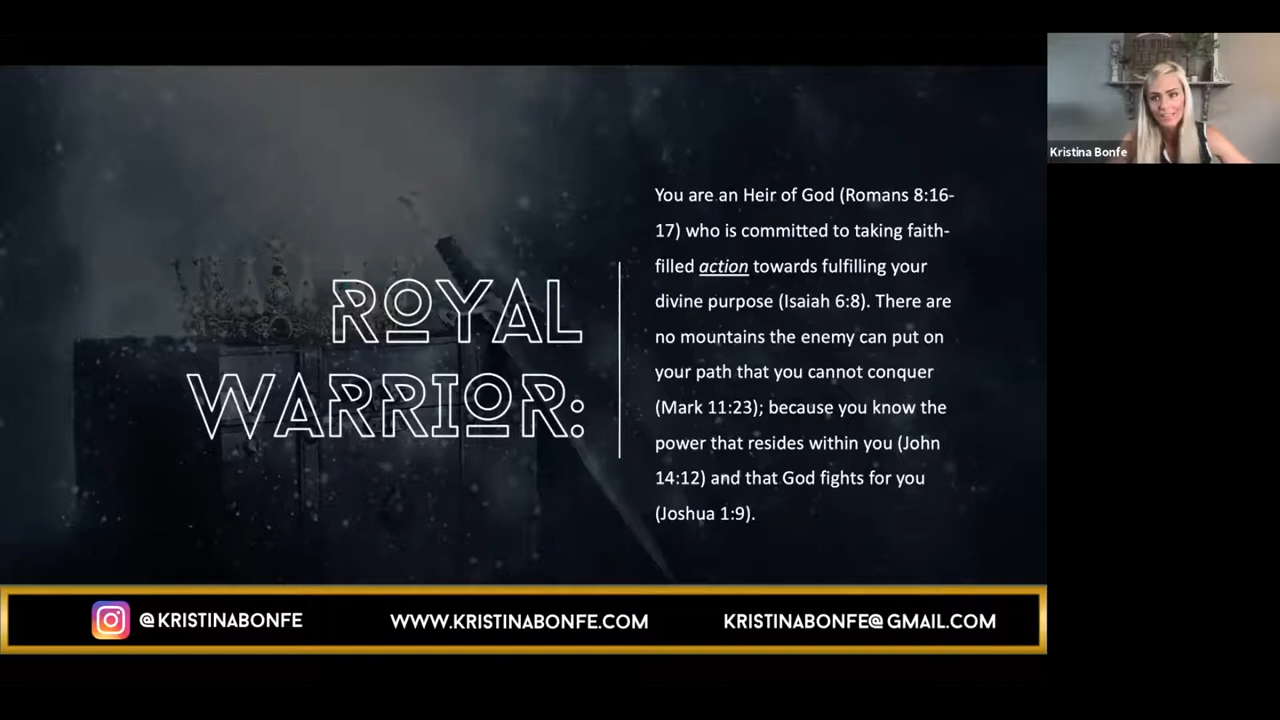 Kristina Bonfe
ROYAL
WARRIOR:
You are an Heir of God (Romans 8:16-
17) who is committed to taking faith-
filled action towards fulfilling your
divine purpose (Isaiah 6:8). There are
no mountains the enemy can put on
your path that you cannot conquer
(Mark 11:23); because you know the
power that resides within you (John
14:12) and that God fights for you
(Joshua 1:9).
@KRISTINABONFE
WWW.KRISTINABONFE.COM
KRISTINABONFE@GMAIL.COM